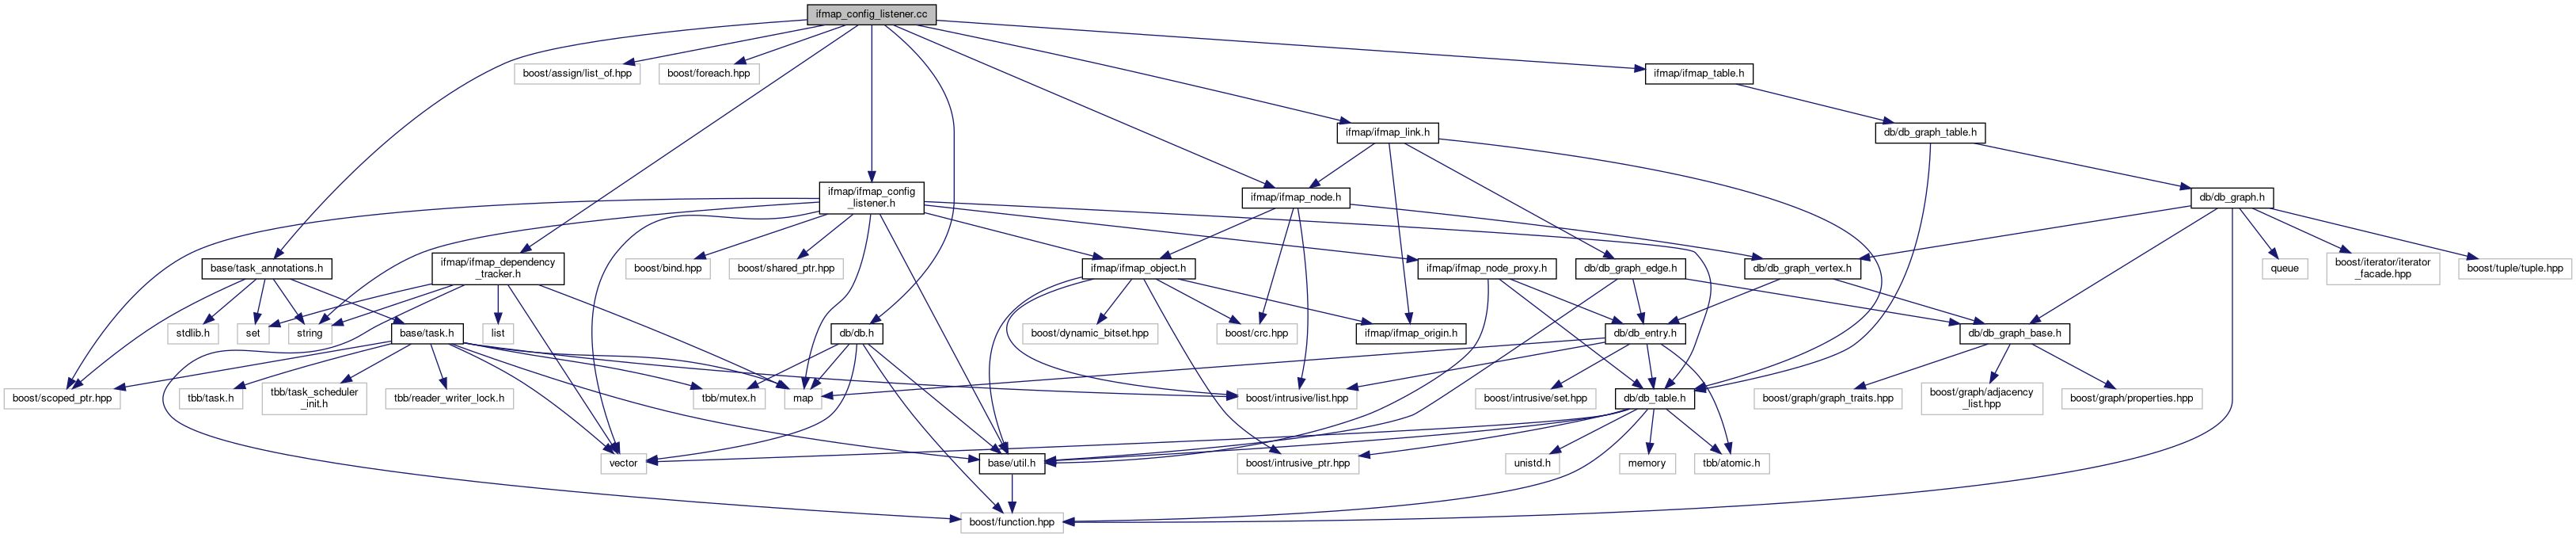 ifmap_config_listener.cc
boost/assign/list_of.hpp
boost/foreach.hpp
ifmap/ifmap_table.h
ifmap/ifmap_link.h
db/db_graph_table.h
ifmap/ifmap_config
_listener.h
ifmap/ifmap_node.h
db/db_graph.h
base/task_annotations.h
ifmap/ifmap_dependency
_tracker.h
boost/bind.hpp
boost/shared_ptr.hpp
ifmap/ifmap_object.h
ifmap/ifmap_node_proxy.h
db/db_graph_edge.h
db/db_graph_vertex.h
queue
boost/iterator/iterator
_facade.hpp
boost/tuple/tuple.hpp
stdlib.h
set
string
base/task.h
list
db/db.h
boost/dynamic_bitset.hpp
boost/crc.hpp
ifmap/ifmap_origin.h
db/db_entry.h
db/db_graph_base.h
boost/scoped_ptr.hpp
tbb/task.h
tbb/task_scheduler
_init.h
tbb/reader_writer_lock.h
tbb/mutex.h
map
boost/intrusive/list.hpp
boost/intrusive/set.hpp
db/db_table.h
boost/graph/graph_traits.hpp
boost/graph/adjacency
_list.hpp
boost/graph/properties.hpp
vector
base/util.h
boost/intrusive_ptr.hpp
unistd.h
memory
tbb/atomic.h
boost/function.hpp